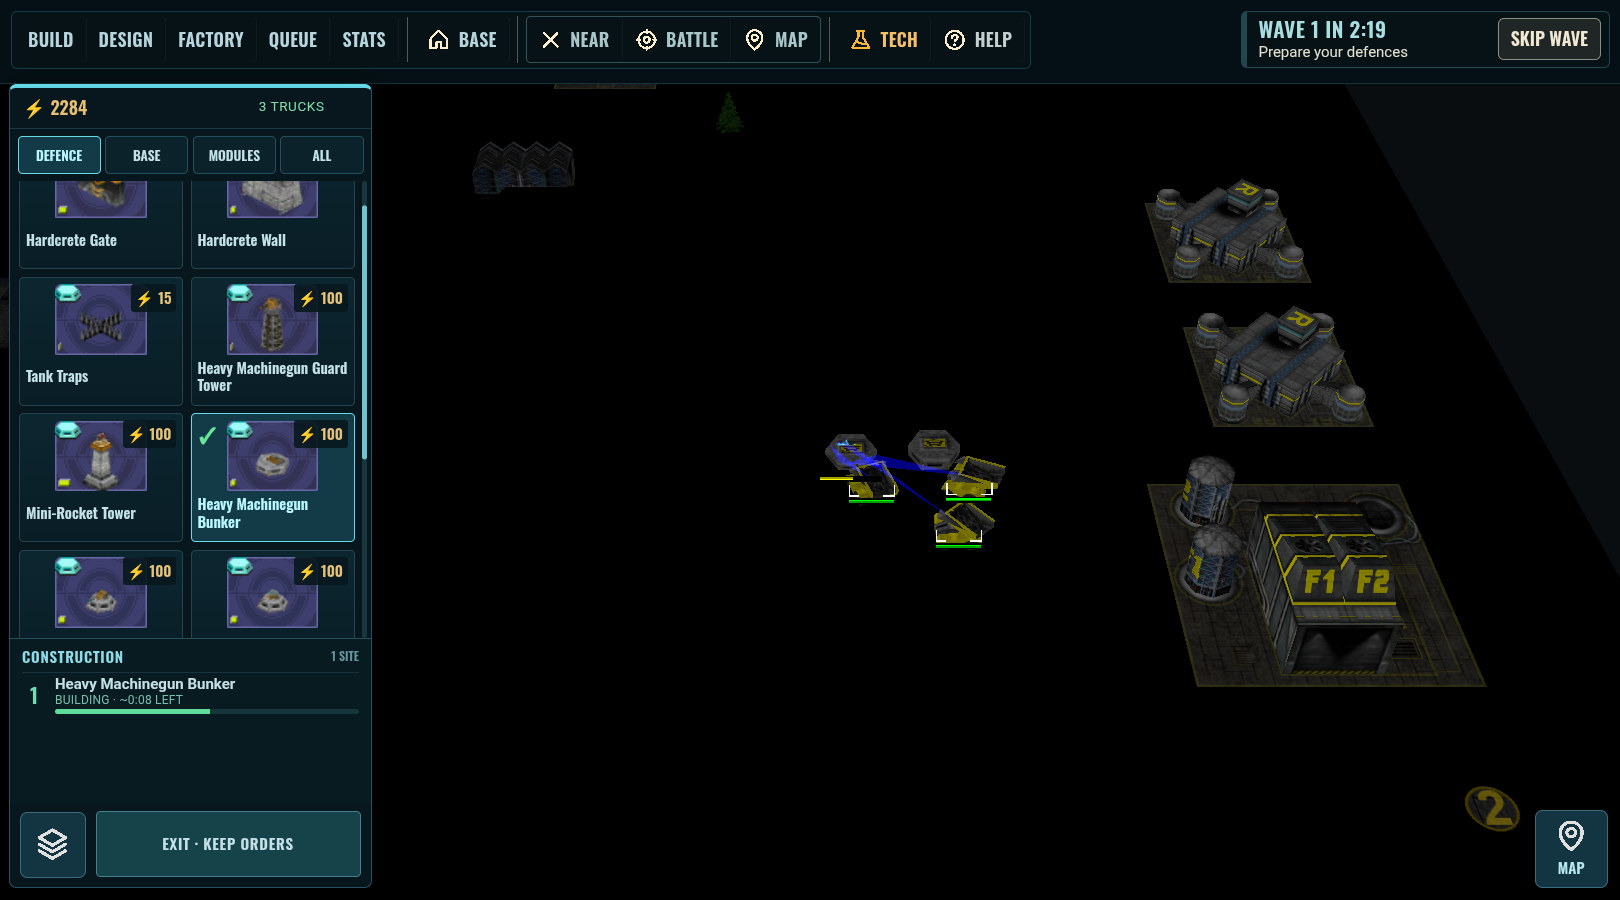 BUILD DESIGN FACTORY QUEUE STATS BASE NEAR BATTLE MAP TECH HELP
WAVE 1 IN 2:19
Prepare your defences
SKIP WAVE
2284
3 TRUCKS
DEFENCE BASE MODULES ALL
Hardcrete Gate
Hardcrete Wall
15
Tank Traps
100
Heavy Machinegun Guard
Tower
100
Mini-Rocket Tower
100
Heavy Machinegun
Bunker
100
100
CONSTRUCTION
1 SITE
1
Heavy Machinegun Bunker
BUILDING · ~0:08 LEFT
EXIT · KEEP ORDERS
R
R
F1 F2
2
MAP